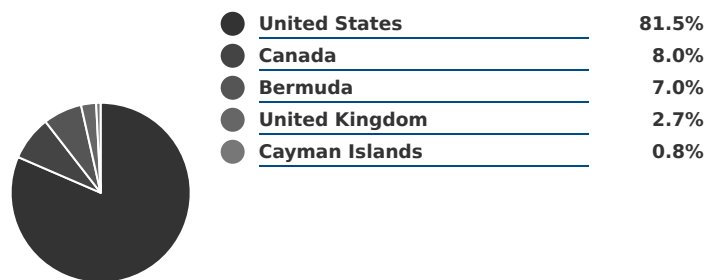 United States 81.5%
Canada 8.0%
Bermuda 7.0%
United Kingdom 2.7%
Cayman Islands 0.8%